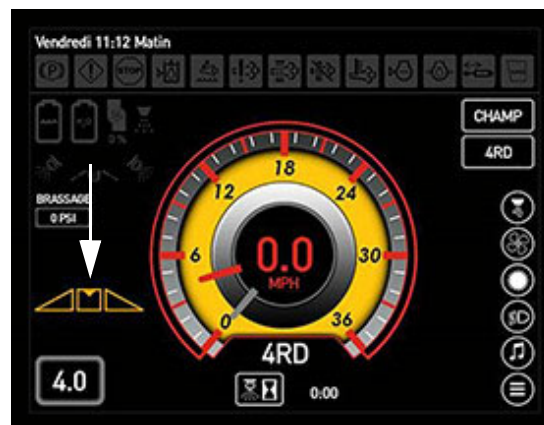 Vendredi 11:12 Matin
P
STOP
CHAMP
4RD
0 %
BRASSAGE
0 PSI
18
12
24
6
30
0.0
MPH
0
36
4RD
4.0
0:00